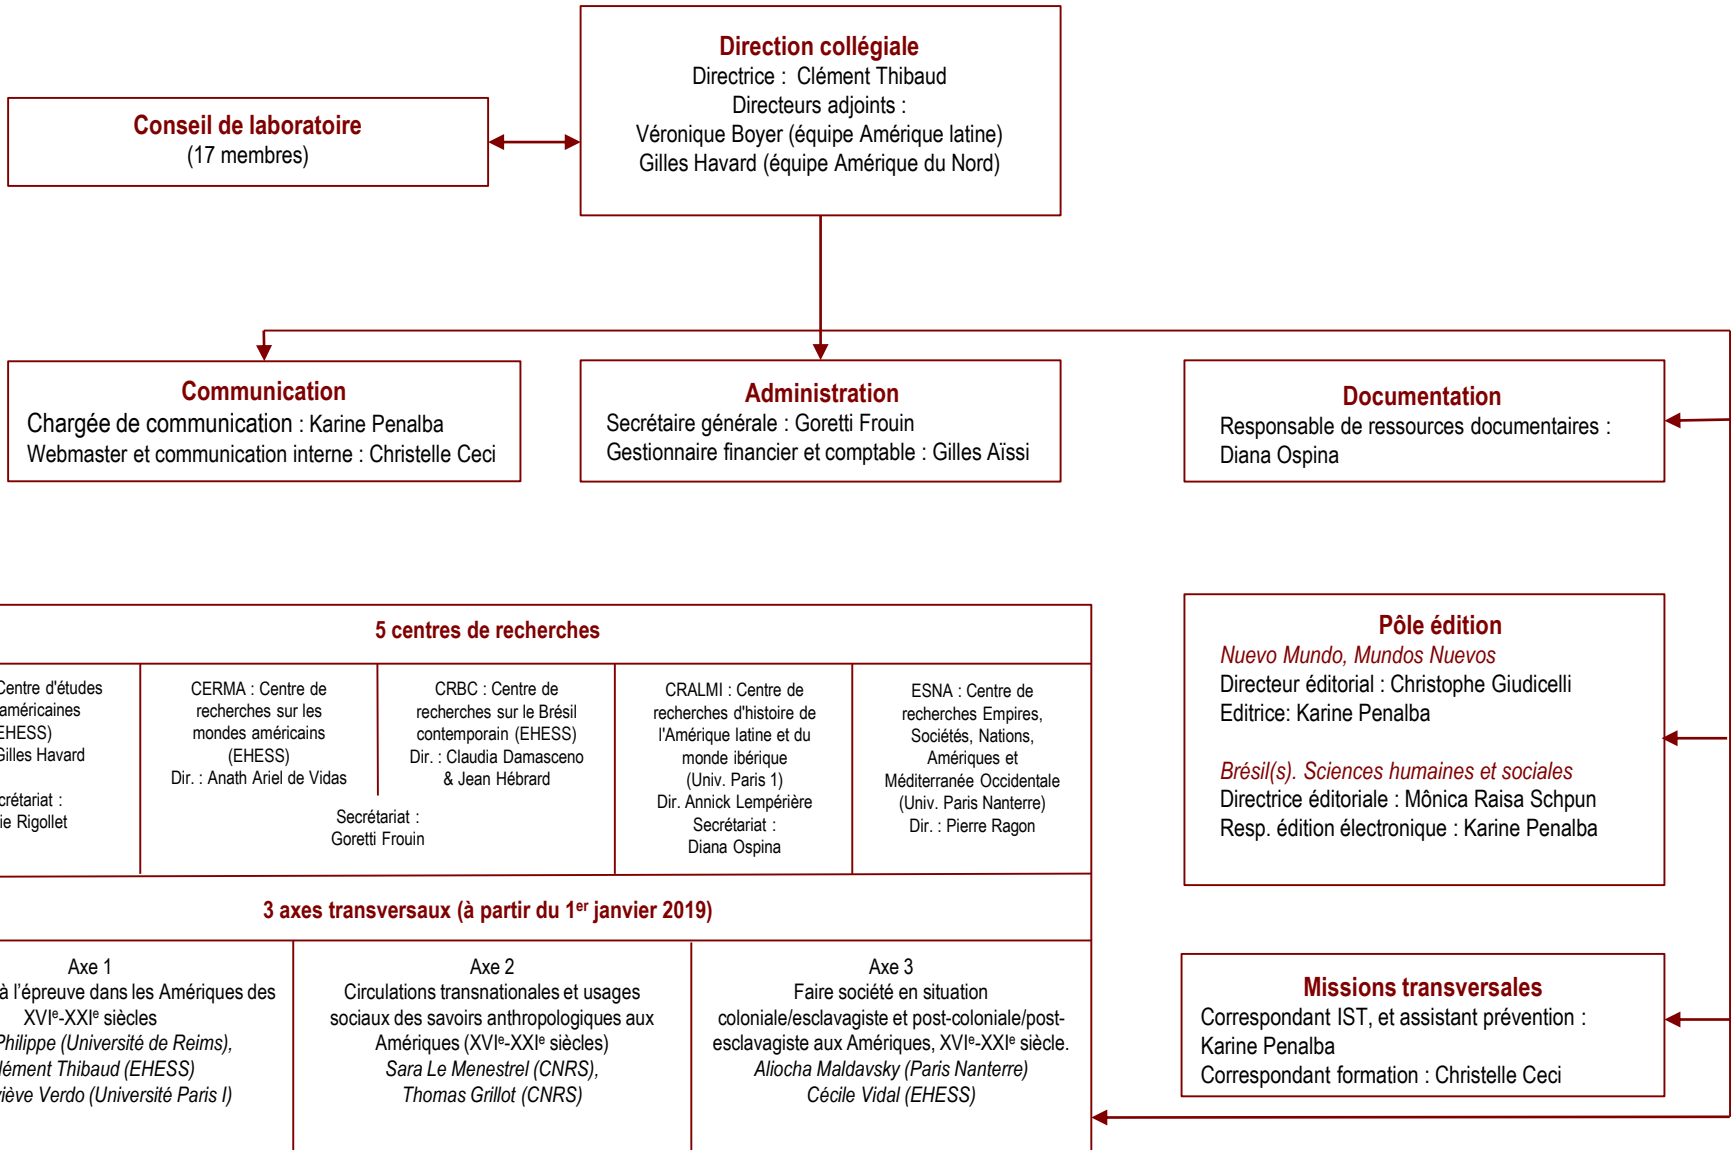 Direction collégiale
Directrice :  Clément Thibaud
Directeurs adjoints :
Véronique Boyer (équipe Amérique latine)
Gilles Havard (équipe Amérique du Nord)
Conseil de laboratoire
(17 membres)
Communication
Chargée de communication : Karine Penalba
Webmaster et communication interne : Christelle Ceci
Administration
Secrétaire générale : Goretti Frouin
Gestionnaire financier et comptable : Gilles Aïssi
Documentation
Responsable de ressources documentaires :
Diana Ospina
5 centres de recherches
Centre d'études
américaines
EHESS)
Gilles Havard
crétariat :
ie Rigollet
CERMA : Centre de
recherches sur les
mondes américains
(EHESS)
Dir. : Anath Ariel de Vidas
CRBC : Centre de
recherches sur le Brésil
contemporain (EHESS)
Dir. : Claudia Damasceno
& Jean Hébrard
Secrétariat :
Goretti Frouin
CRALMI : Centre de
recherches d'histoire de
l'Amérique latine et du
monde ibérique
(Univ. Paris 1)
Dir. Annick Lempérière
Secrétariat :
Diana Ospina
ESNA : Centre de
recherches Empires,
Sociétés, Nations,
Amériques et
Méditerranée Occidentale
(Univ. Paris Nanterre)
Dir. : Pierre Ragon
Pôle édition
Nuevo Mundo, Mundos Nuevos
Directeur éditorial : Christophe Giudicelli
Editrice: Karine Penalba
Brésil(s). Sciences humaines et sociales
Directrice éditoriale : Mônica Raisa Schpun
Resp. édition électronique : Karine Penalba
3 axes transversaux (à partir du 1er janvier 2019)
Axe 1
à l’épreuve dans les Amériques des
XVIe-XXIe siècles
Philippe (Université de Reims),
lément Thibaud (EHESS)
viève Verdo (Université Paris I)
Axe 2
Circulations transnationales et usages
sociaux des savoirs anthropologiques aux
Amériques (XVIe-XXIe siècles)
Sara Le Menestrel (CNRS),
Thomas Grillot (CNRS)
Axe 3
Faire société en situation
coloniale/esclavagiste et post-coloniale/post-
esclavagiste aux Amériques, XVIe-XXIe siècle.
Aliocha Maldavsky (Paris Nanterre)
Cécile Vidal (EHESS)
Missions transversales
Correspondant IST, et assistant prévention :
Karine Penalba
Correspondant formation : Christelle Ceci